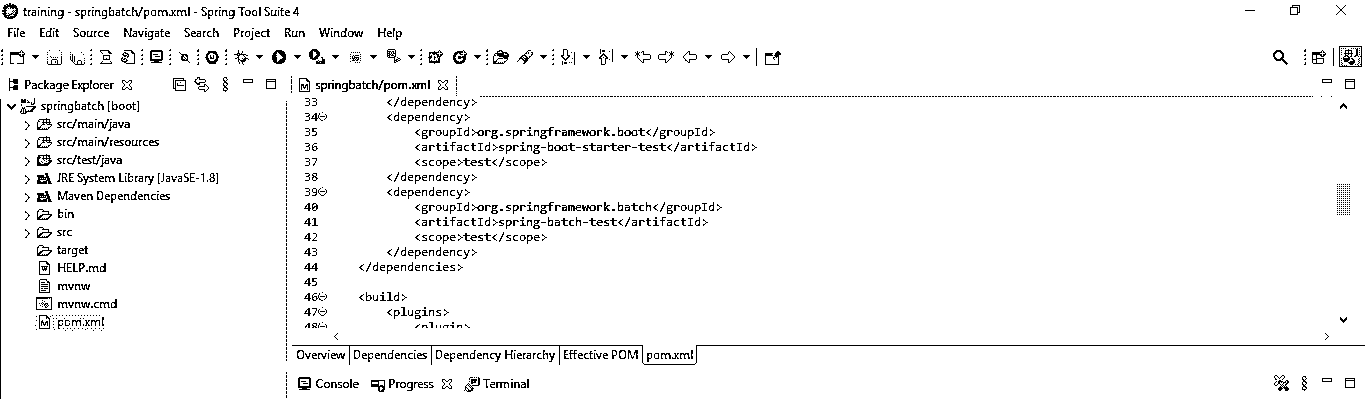 training - springbatch/pom.xml - Spring Tool Suite 4
File Edit Source Navigate Search Project Run Window Help
Package Explorer
springbatch [boot]
src/main/java
src/main/resources
src/test/java
JRE System Library [JavaSE-1.8]
Maven Dependencies
bin
src
target
HELP.md
mvnw
mvnw.cmd
pom.xml
springbatch/pom.xml
33 </dependency>
34 <dependency>
35 <groupId>org.springframework.boot</groupId>
36 <artifactId>spring-boot-starter-test</artifactId>
37 <scope>test</scope>
38 </dependency>
39 <dependency>
40 <groupId>org.springframework.batch</groupId>
41 <artifactId>spring-batch-test</artifactId>
42 <scope>test</scope>
43 </dependency>
44 </dependencies>
45
46 <build>
47 <plugins>
48 <plugin>
Overview Dependencies Dependency Hierarchy Effective POM pom.xml
Console Progress Terminal